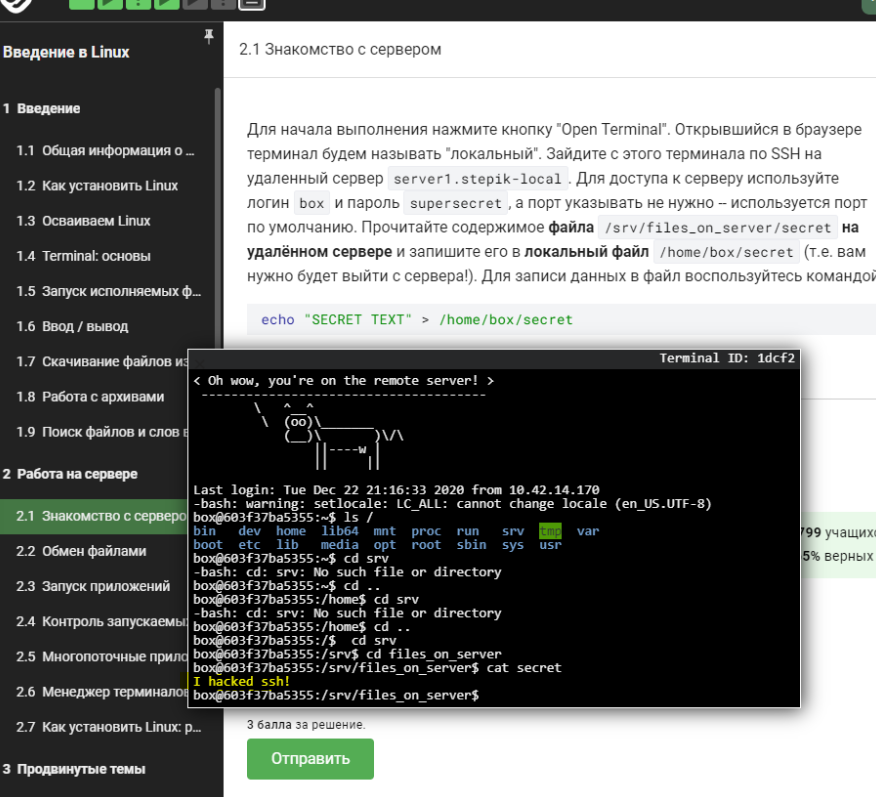 Введение в Linux
1 Введение
1.1 Общая информация о ...
1.2 Как установить Linux
1.3 Осваиваем Linux
1.4 Terminal: основы
1.5 Запуск исполняемых ф...
1.6 Ввод / вывод
1.7 Скачивание файлов из
1.8 Работа с архивами
1.9 Поиск файлов и слов в
2 Работа на сервере
2.1 Знакомство с серверо
2.2 Обмен файлами
2.3 Запуск приложений
2.4 Контроль запускаемы
2.5 Многопоточные прило
2.6 Менеджер терминалов
2.7 Как установить Linux: р...
3 Продвинутые темы
2.1 Знакомство с сервером
Для начала выполнения нажмите кнопку "Open Terminal". Открывшийся в браузере
терминал будем называть "локальный". Зайдите с этого терминала по SSH на
удаленный сервер server1.stepik-local . Для доступа к серверу используйте
логин box и пароль supersecret , а порт указывать не нужно – используется порт
по умолчанию. Прочитайте содержимое файла /srv/files_on_server/secret на
удалённом сервере и запишите его в локальный файл /home/box/secret (т.е. вам
нужно будет выйти с сервера!). Для записи данных в файл воспользуйтесь командой
echo "SECRET TEXT" > /home/box/secret
Terminal ID: 1dcf2
< Oh wow, you're on the remote server! >
--------------------------------------
\ ^__^
\ (oo)\_______
(__)\ )\/\
||----w |
|| ||
Last login: Tue Dec 22 21:16:33 2020 from 10.42.14.170
-bash: warning: setlocale: LC_ALL: cannot change locale (en_US.UTF-8)
box@603f37ba5355:~$ ls /
bin dev home lib64 mnt proc run srv tmp var
boot etc lib media opt root sbin sys usr
box@603f37ba5355:~$ cd srv
-bash: cd: srv: No such file or directory
box@603f37ba5355:~$ cd ..
box@603f37ba5355:/home$ cd srv
-bash: cd: srv: No such file or directory
box@603f37ba5355:/home$ cd ..
box@603f37ba5355:/$ cd srv
box@603f37ba5355:/srv$ cd files_on_server
box@603f37ba5355:/srv/files_on_server$ cat secret
I hacked ssh!
box@603f37ba5355:/srv/files_on_server$
799 учащихс
5% верных
3 балла за решение.
Отправить